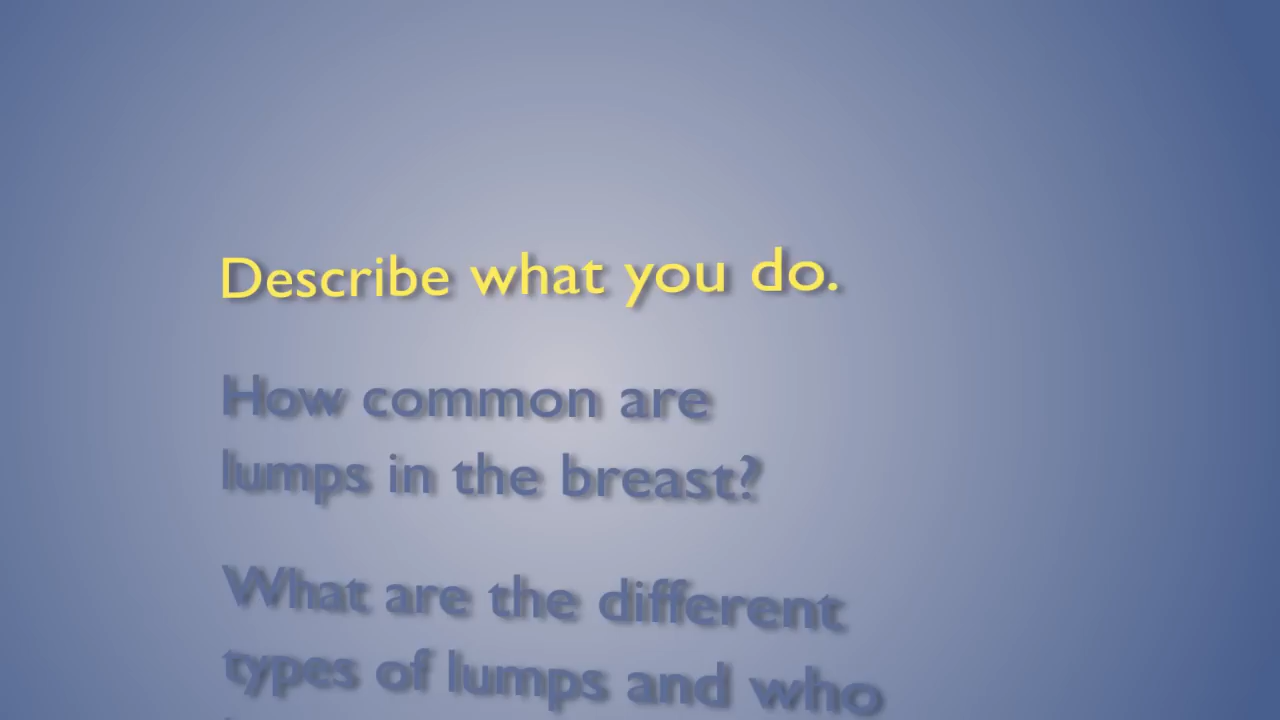 Describe what you do.
How common are
lumps in the breast?
What are the different
types of lumps and who